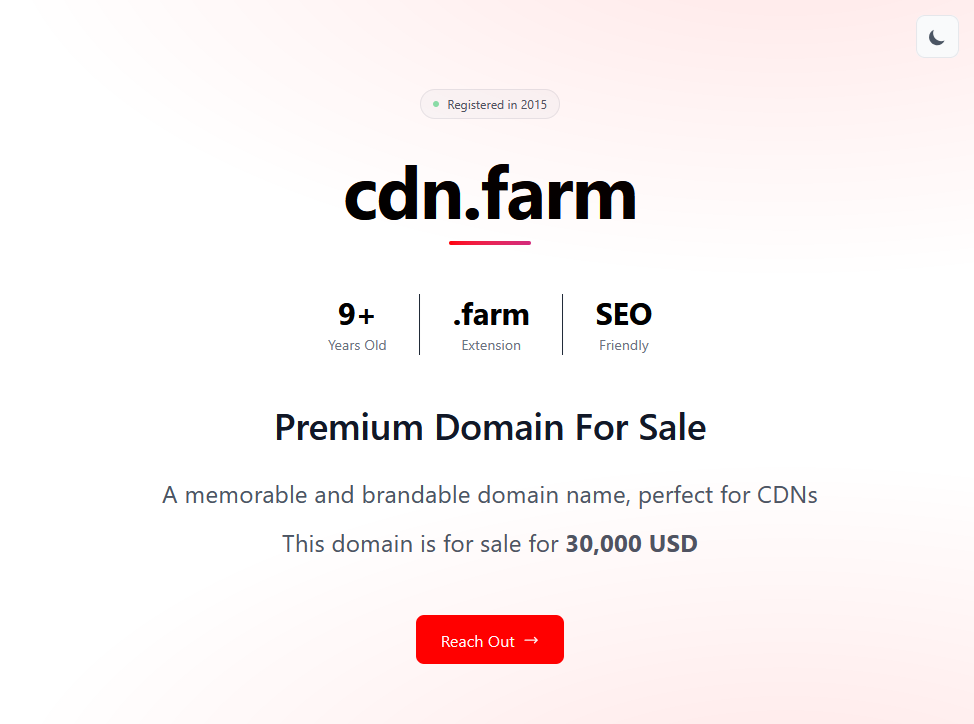 Registered in 2015
cdn.farm
9+
Years Old
.farm
Extension
SEO
Friendly
Premium Domain For Sale
A memorable and brandable domain name, perfect for CDNs
This domain is for sale for 30,000 USD
Reach Out →